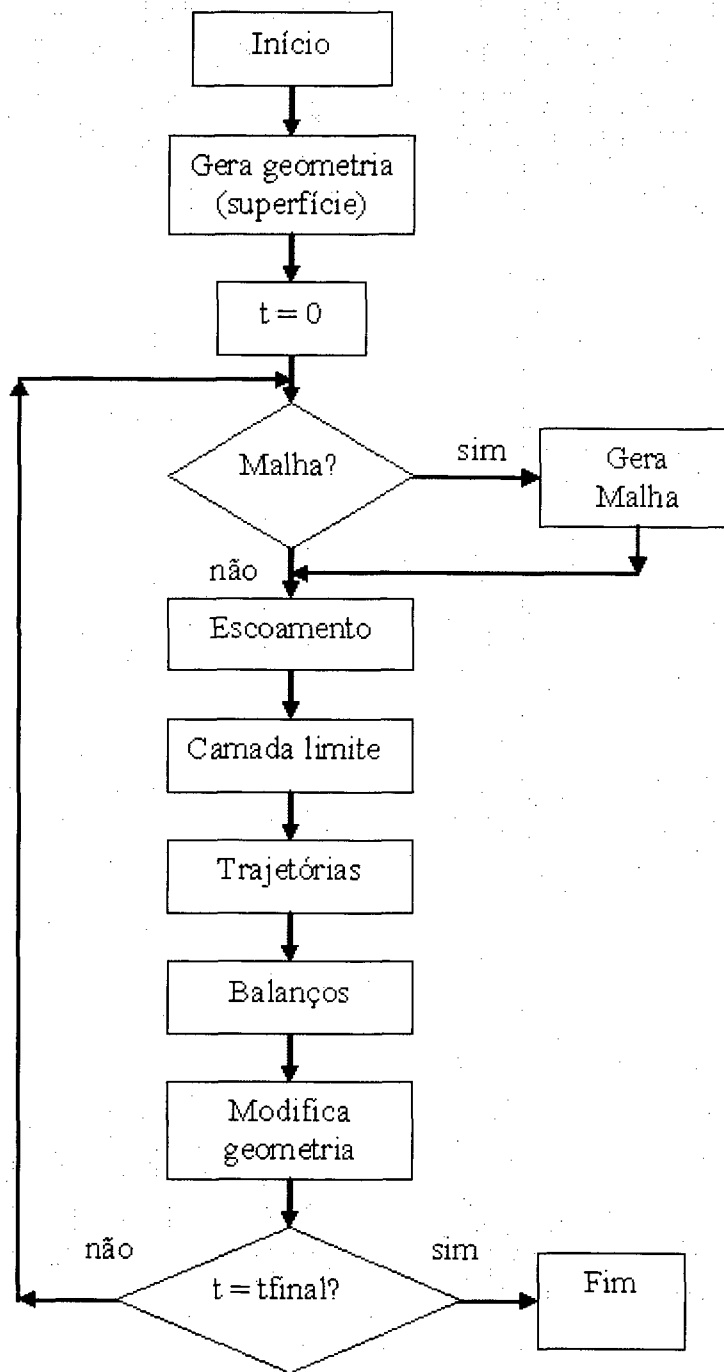 Início
Gera geometria
(superfície)
t = 0
Malha?
sim
Gera
Malha
não
Escoamento
Camada limite
Trajetórias
Balanços
Modifica
geometria
não
t = tfinal?
sim
Fim